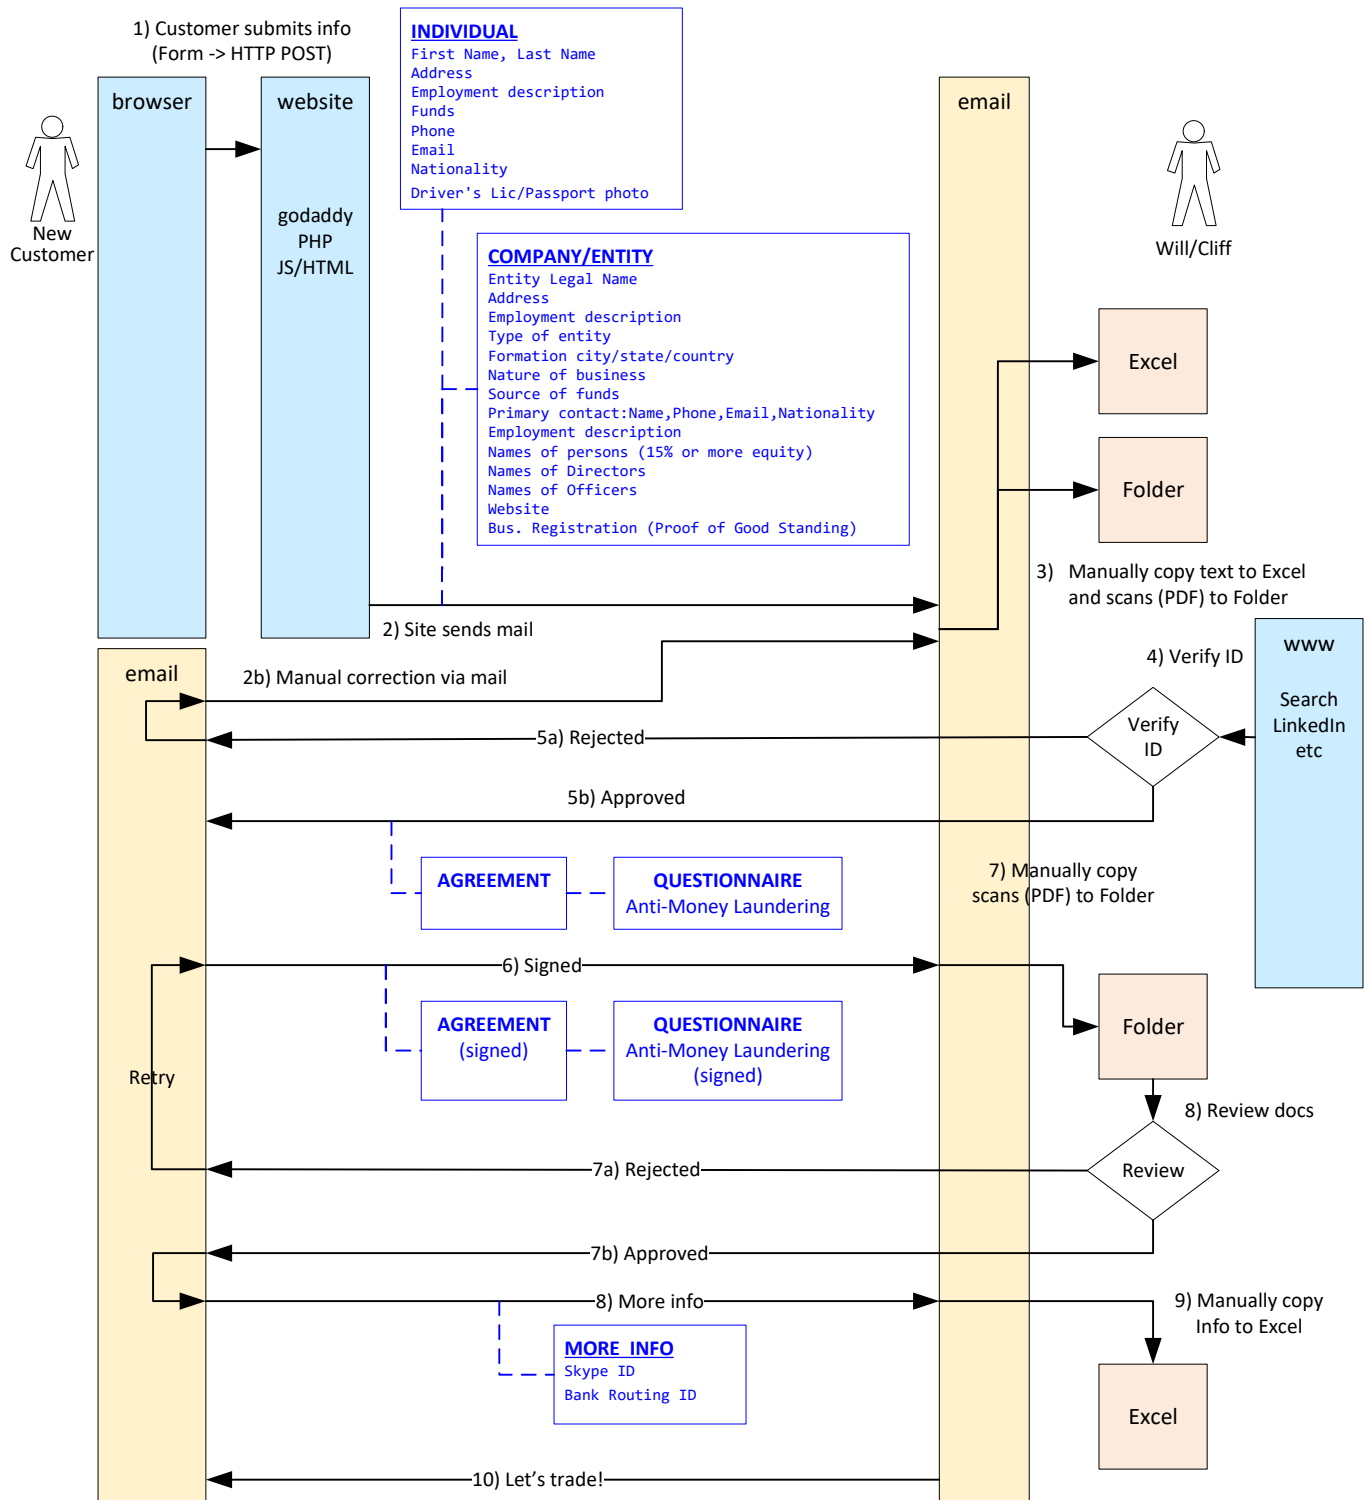 1) Customer submits info
(Form -> HTTP POST)
browser
website
godaddy
PHP
JS/HTML
New
Customer
INDIVIDUAL
First Name, Last Name
Address
Employment description
Funds
Phone
Email
Nationality
Driver's Lic/Passport photo
COMPANY/ENTITY
Entity Legal Name
Address
Employment description
Type of entity
Formation city/state/country
Nature of business
Source of funds
Primary contact:Name,Phone,Email,Nationality
Employment description
Names of persons (15% or more equity)
Names of Directors
Names of Officers
Website
Bus. Registration (Proof of Good Standing)
email
Will/Cliff
Excel
Folder
3) Manually copy text to Excel
and scans (PDF) to Folder
2) Site sends mail
email
2b) Manual correction via mail
4) Verify ID
www
Search
LinkedIn
etc
Verify
ID
5a) Rejected
5b) Approved
AGREEMENT
QUESTIONNAIRE
Anti-Money Laundering
7) Manually copy
scans (PDF) to Folder
6) Signed
AGREEMENT
(signed)
QUESTIONNAIRE
Anti-Money Laundering
(signed)
Folder
Retry
8) Review docs
7a) Rejected
Review
7b) Approved
8) More info
9) Manually copy
Info to Excel
MORE INFO
Skype ID
Bank Routing ID
Excel
10) Let's trade!